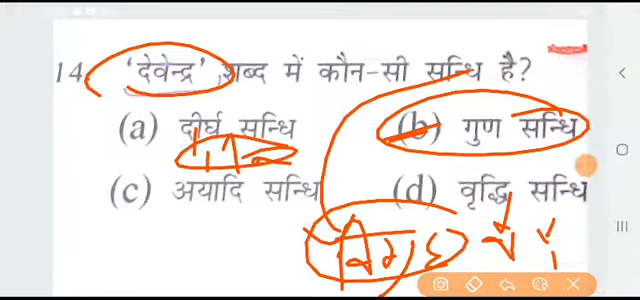 14. 'देवेन्द्र' शब्द में कौन-सी सन्धि है?
(a) दीर्घ सन्धि (b) गुण सन्धि
(c) अयादि सन्धि (d) वृद्धि सन्धि